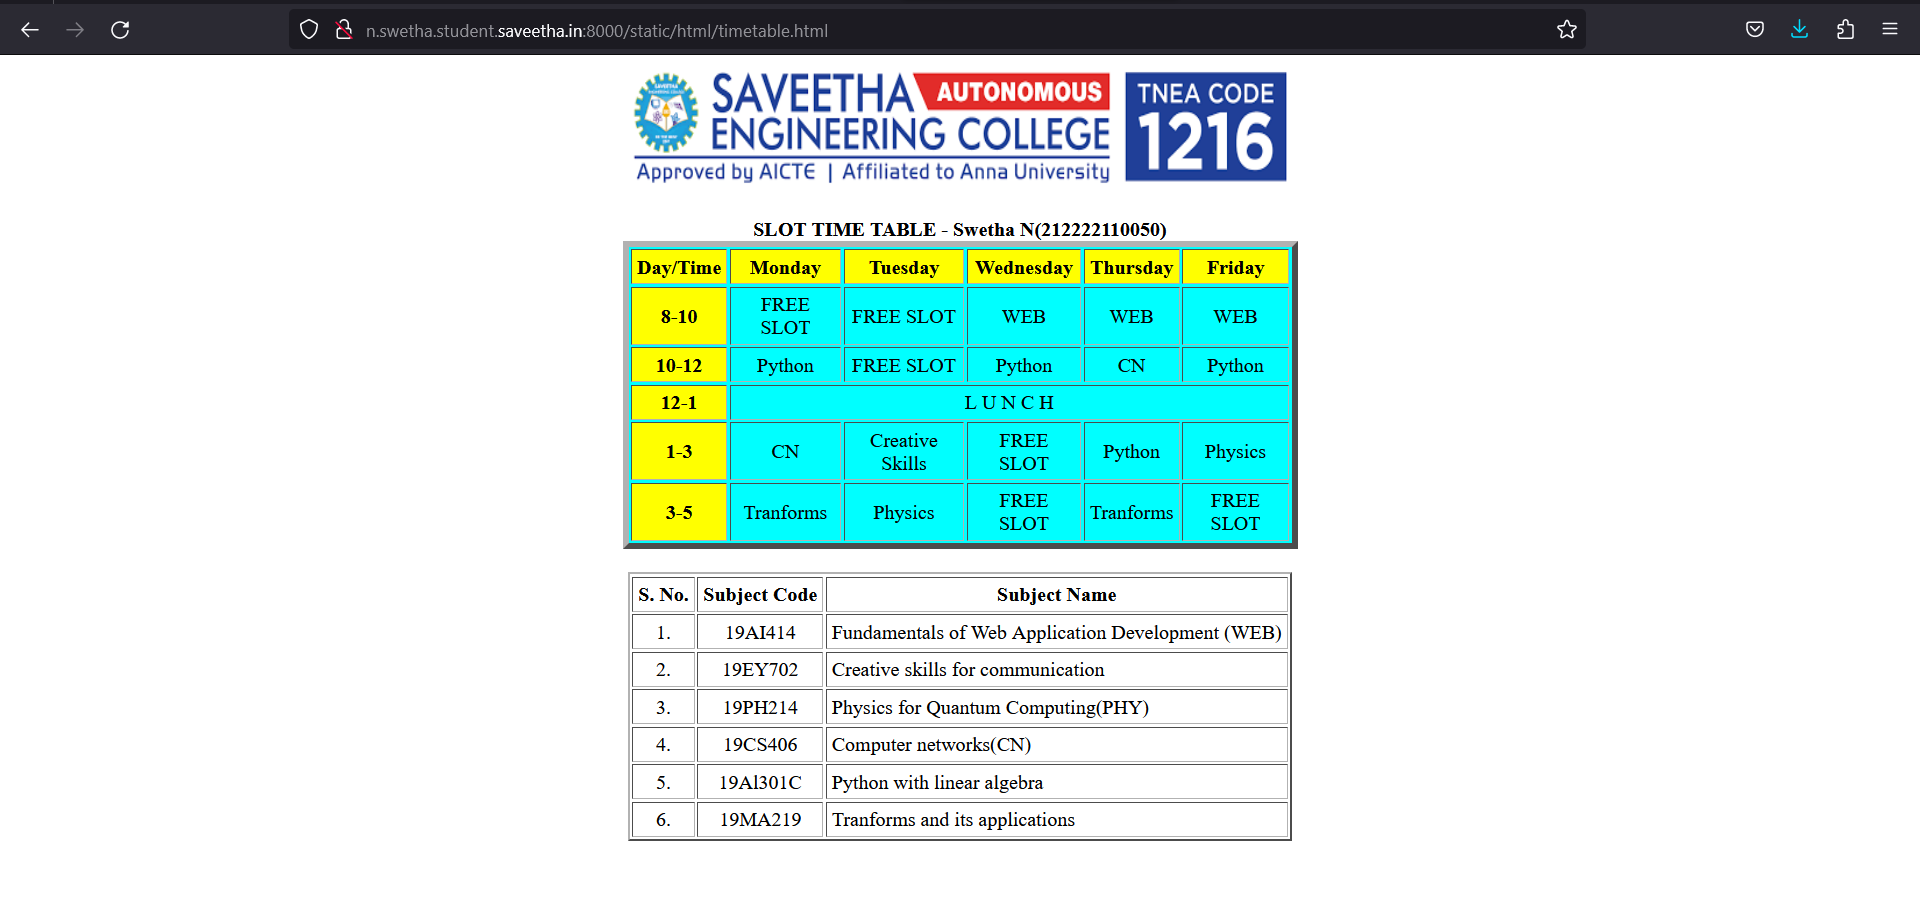 n.swetha.student.saveetha.in:8000/static/html/timetable.html
SAVEETHA AUTONOMOUS
ENGINEERING COLLEGE
Approved by AICTE | Affiliated to Anna University
TNEA CODE
1216
SLOT TIME TABLE - Swetha N(212222110050)
Day/Time Monday Tuesday Wednesday Thursday Friday
8-10 FREE SLOT FREE SLOT WEB WEB WEB
10-12 Python FREE SLOT Python CN Python
12-1 L U N C H
1-3 CN Creative Skills FREE SLOT Python Physics
3-5 Tranforms Physics FREE SLOT Tranforms FREE SLOT
S. No. Subject Code Subject Name
1. 19AI414 Fundamentals of Web Application Development (WEB)
2. 19EY702 Creative skills for communication
3. 19PH214 Physics for Quantum Computing(PHY)
4. 19CS406 Computer networks(CN)
5. 19Al301C Python with linear algebra
6. 19MA219 Tranforms and its applications